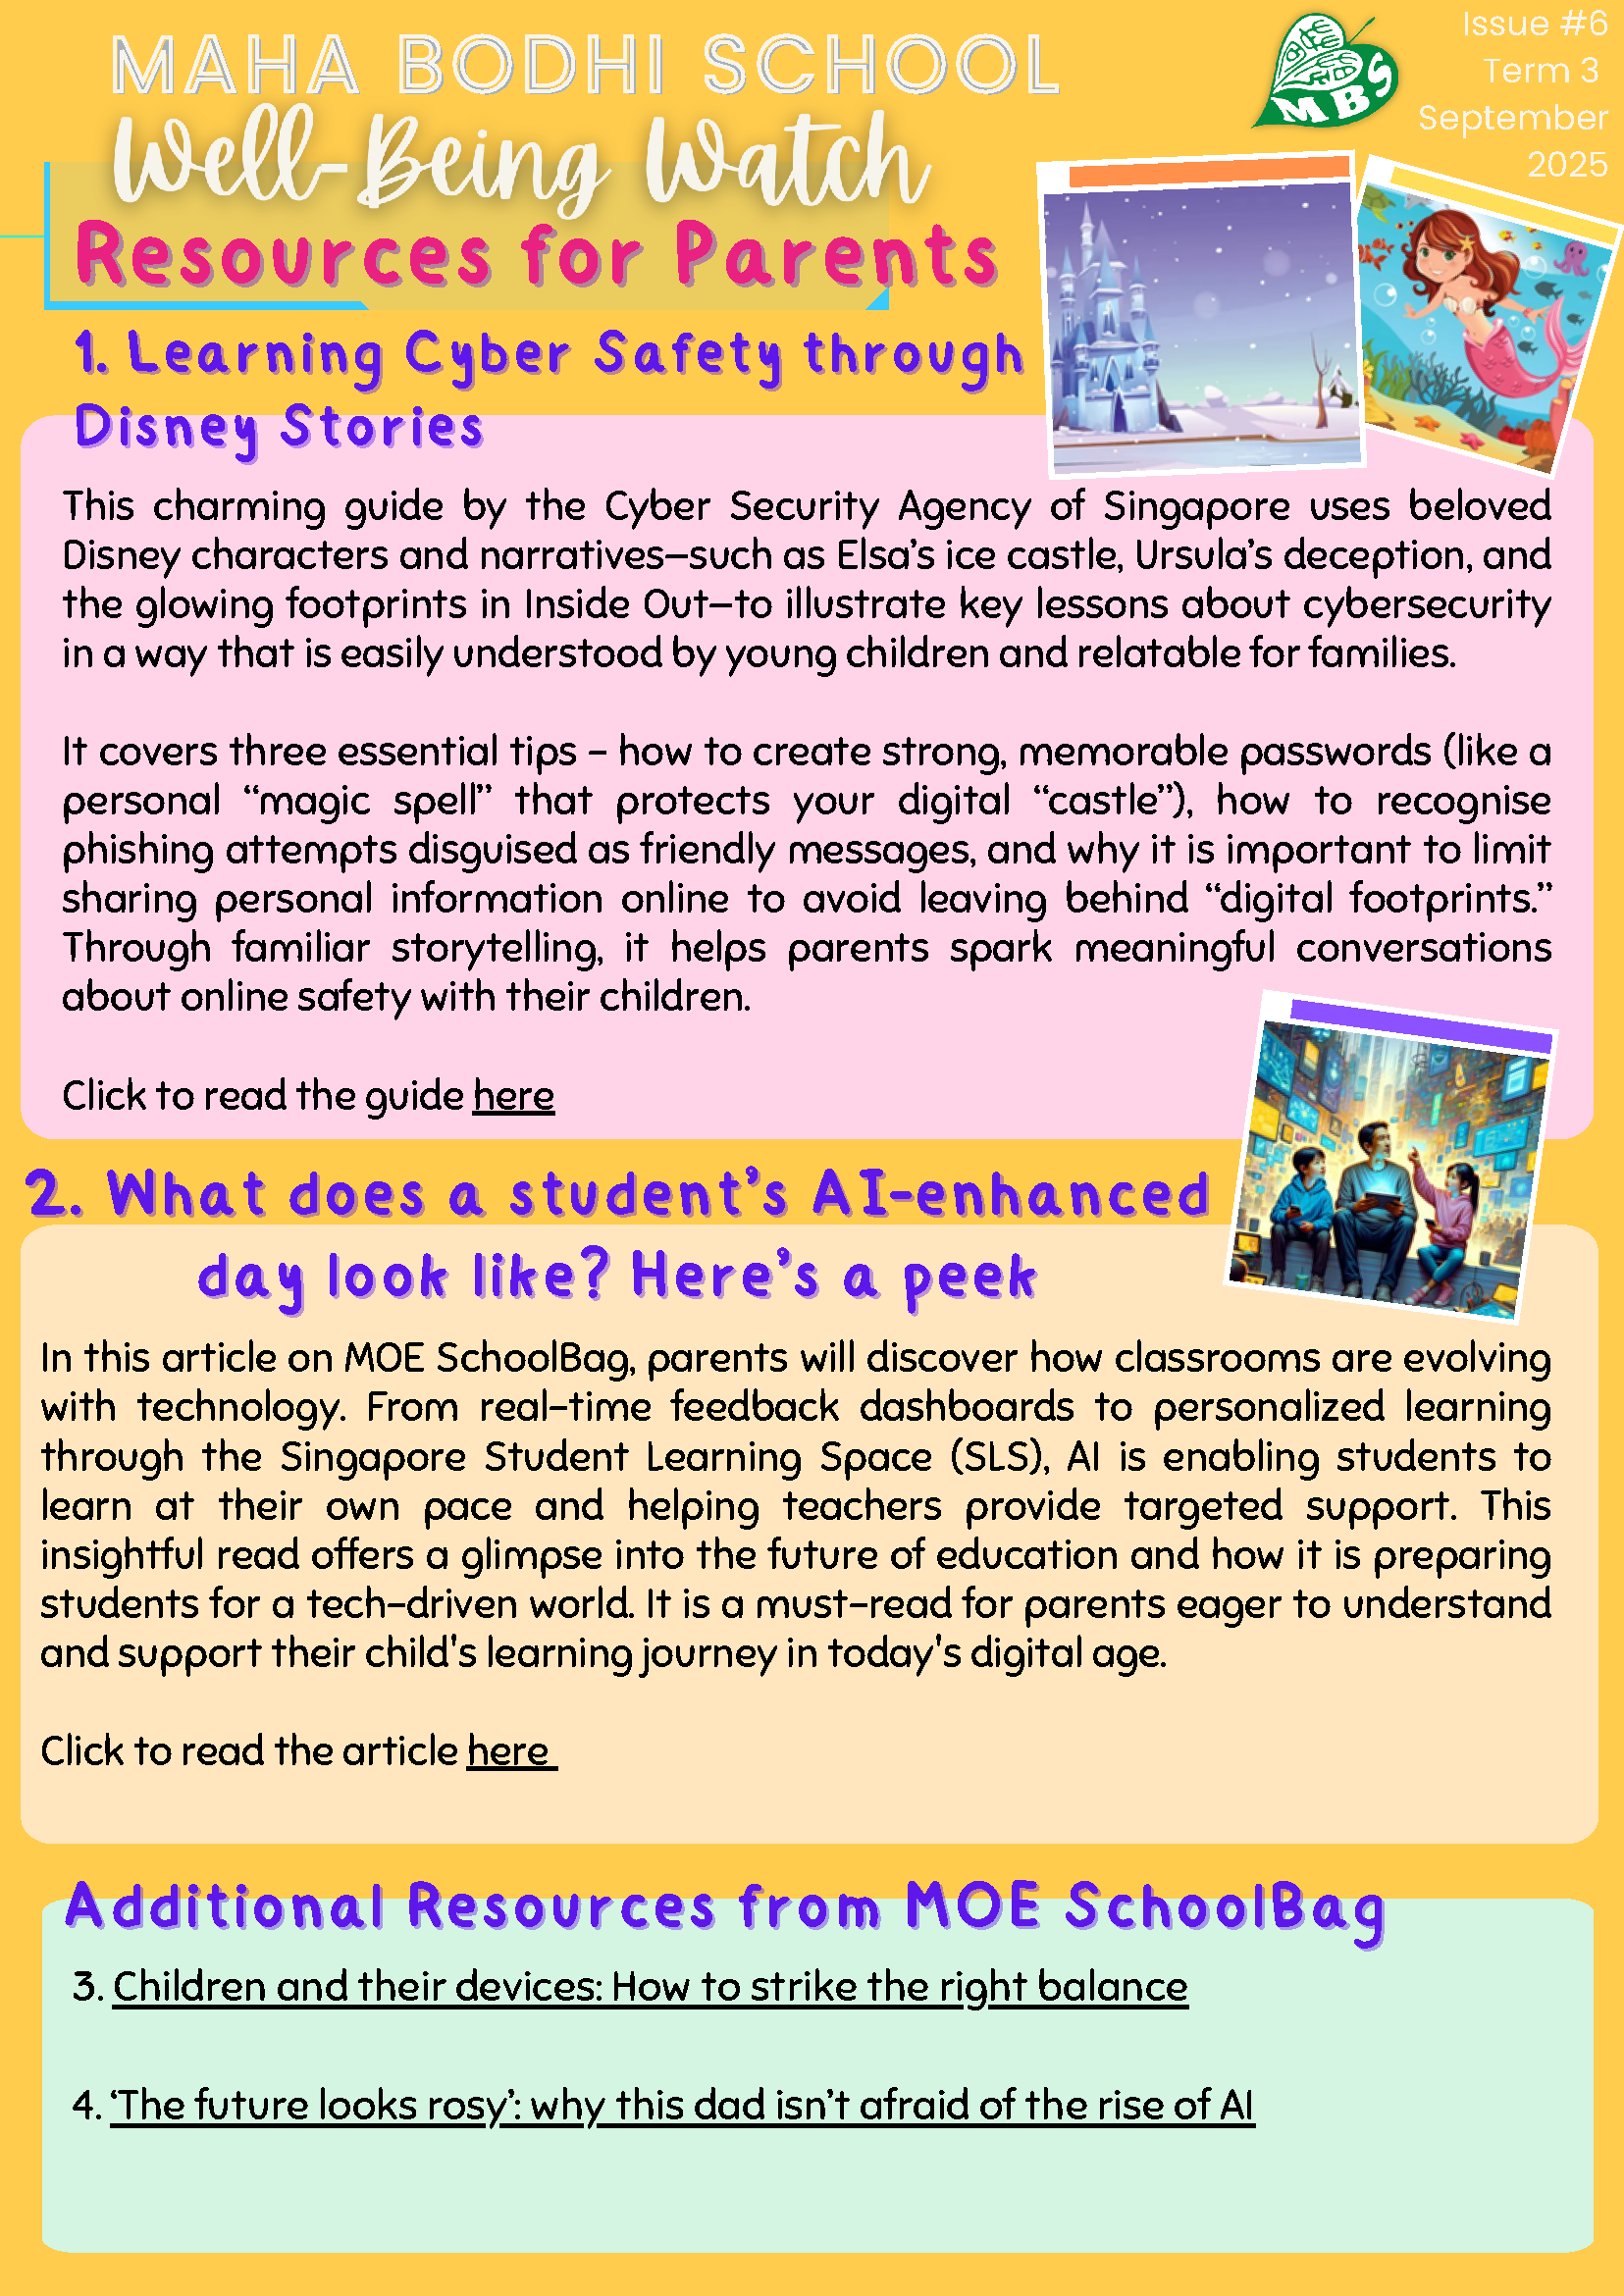 MAHA BODHI SCHOOL
Well-Being Watch
Issue #6
Term 3
September
2025
MBS
Resources for Parents
1. Learning Cyber Safety through
Disney Stories
This charming guide by the Cyber Security Agency of Singapore uses beloved
Disney characters and narratives—such as Elsa’s ice castle, Ursula’s deception, and
the glowing footprints in Inside Out—to illustrate key lessons about cybersecurity
in a way that is easily understood by young children and relatable for families.
It covers three essential tips – how to create strong, memorable passwords (like a
personal “magic spell” that protects your digital “castle”), how to recognise
phishing attempts disguised as friendly messages, and why it is important to limit
sharing personal information online to avoid leaving behind “digital footprints.”
Through familiar storytelling, it helps parents spark meaningful conversations
about online safety with their children.
Click to read the guide here
2. What does a student’s AI-enhanced
day look like? Here’s a peek
In this article on MOE SchoolBag, parents will discover how classrooms are evolving
with technology. From real-time feedback dashboards to personalized learning
through the Singapore Student Learning Space (SLS), AI is enabling students to
learn at their own pace and helping teachers provide targeted support. This
insightful read offers a glimpse into the future of education and how it is preparing
students for a tech-driven world. It is a must-read for parents eager to understand
and support their child's learning journey in today's digital age.
Click to read the article here
Additional Resources from MOE SchoolBag
3. Children and their devices: How to strike the right balance
4. ‘The future looks rosy’: why this dad isn’t afraid of the rise of AI